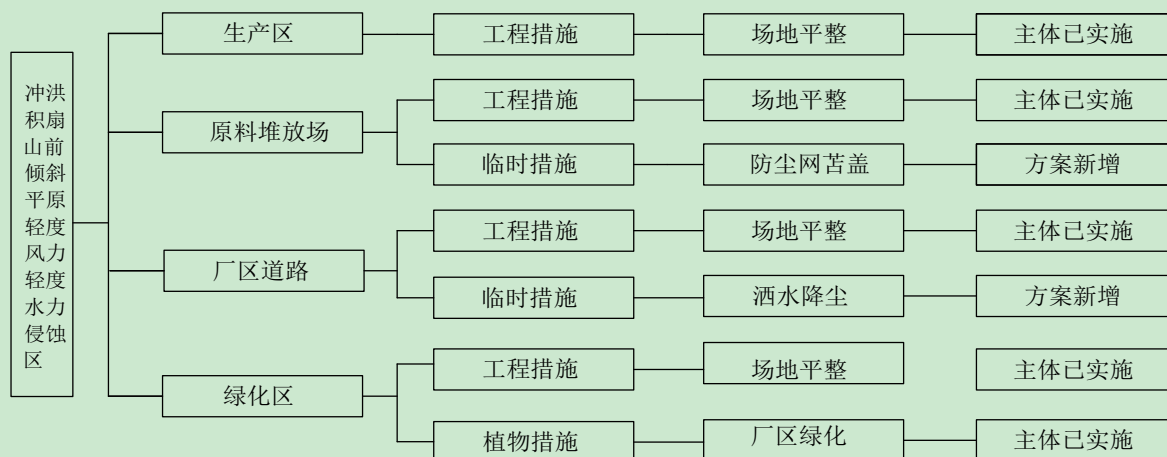 冲洪
积扇
山前
倾斜
平原
轻度
风力
轻度
水力
侵蚀
区
生产区
工程措施
场地平整
主体已实施
原料堆放场
工程措施
场地平整
主体已实施
临时措施
防尘网苫盖
方案新增
厂区道路
工程措施
场地平整
主体已实施
临时措施
洒水降尘
方案新增
绿化区
工程措施
场地平整
主体已实施
植物措施
厂区绿化
主体已实施